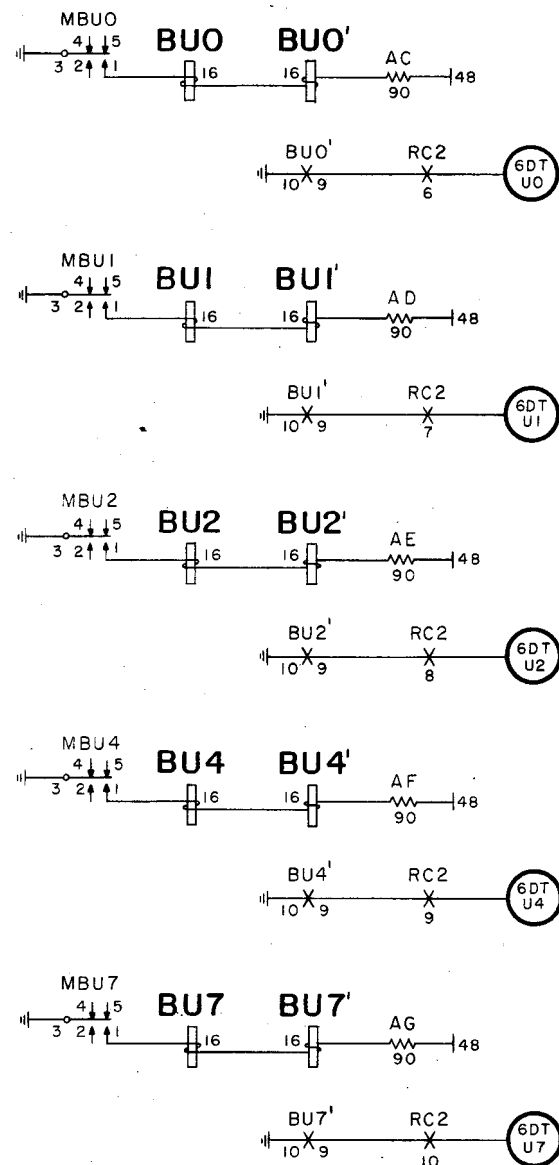 MBU0
4 5 BU0 BU0' AC
3 2 1 16 16 90 48
BU0' RC2 6DT
10 9 6 U0
MBU1
4 5 BU1 BU1' AD
3 2 1 16 16 90 48
BU1' RC2 6DT
10 9 7 U1
MBU2
4 5 BU2 BU2' AE
3 2 1 16 16 90 48
BU2' RC2 6DT
10 9 8 U2
MBU4
4 5 BU4 BU4' AF
3 2 1 16 16 90 48
BU4' RC2 6DT
10 9 9 U4
MBU7
4 5 BU7 BU7' AG
3 2 1 16 16 90 48
BU7' RC2 6DT
10 9 10 U7